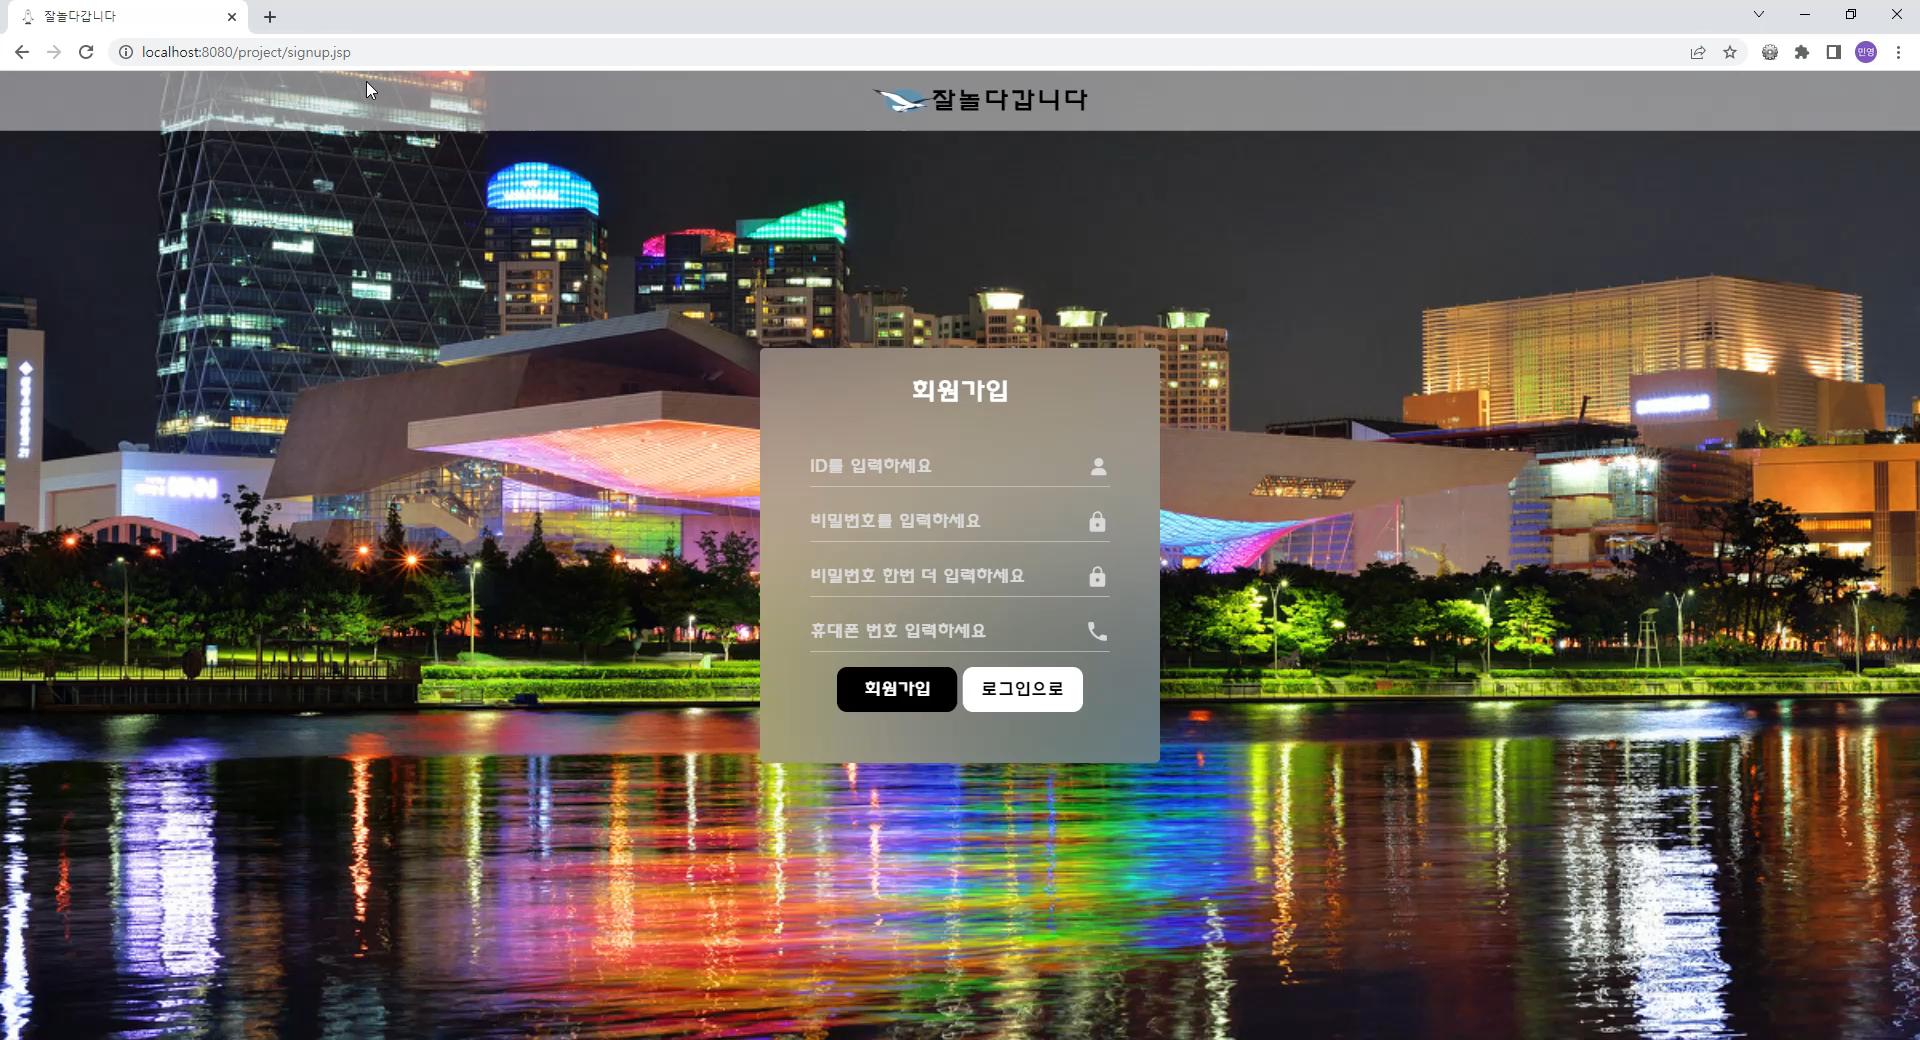 잘놀다갑니다
localhost:8080/project/signup.jsp
민영
잘놀다갑니다
회원가입
ID를 입력하세요
비밀번호를 입력하세요
비밀번호 한번 더 입력하세요
휴대폰 번호 입력하세요
회원가입 로그인으로